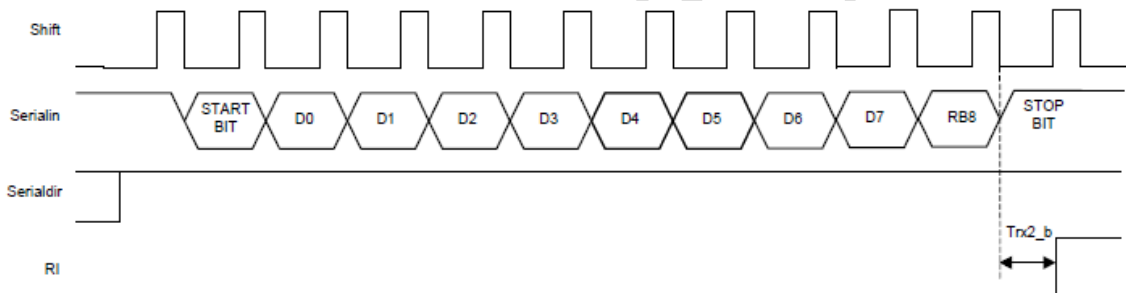 Shift
Serialin
START
BIT
D0
D1
D2
D3
D4
D5
D6
D7
RB8
STOP
BIT
Serialdir
Trx2_b
RI